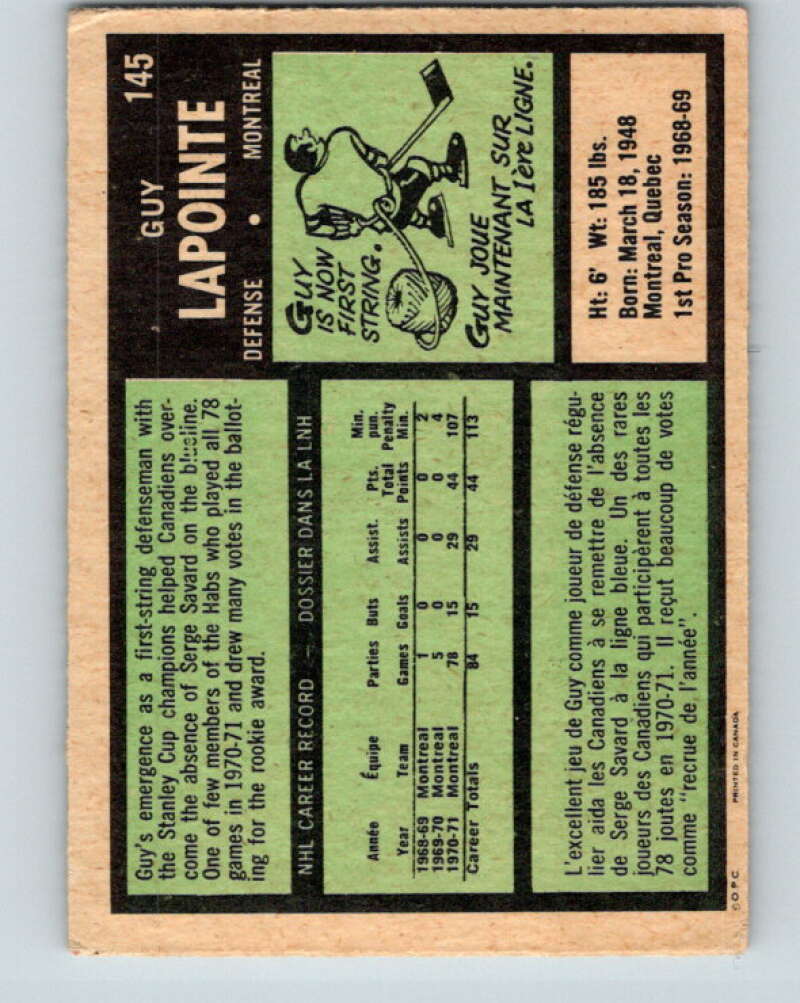 GUY
145
LAPOINTE
DEFENSE • MONTREAL
Guy's emergence as a first-string defenseman with
the Stanley Cup champions helped Canadiens over-
come the absence of Serge Savard on the blueline.
One of few members of the Habs who played all 78
games in 1970-71 and drew many votes in the ballot-
ing for the rookie award.
GUY
IS NOW
FIRST
STRING.
GUY JOUE
MAINTENANT SUR
LA 1ère LIGNE.
NHL CAREER RECORD — DOSSIER DANS LA LNH
Min.
Pts. pun.
Année Équipe Parties Buts Assist. Total Penalty
Year Team Games Goals Assists Points Min.
1968-69 Montreal 1 0 0 0 2
1969-70 Montreal 5 0 0 0 4
1970-71 Montreal 78 15 29 44 107
Career Totals 84 15 29 44 113
Ht: 6' Wt: 185 lbs.
Born: March 18, 1948
Montreal, Quebec
1st Pro Season: 1968-69
L'excellent jeu de Guy comme joueur de défense régu-
lier aida les Canadiens à se remettre de l'absence
de Serge Savard à la ligne bleue. Un des rares
joueurs des Canadiens qui participèrent à toutes les
78 joutes en 1970-71. Il reçut beaucoup de votes
comme "recrue de l'année".
© O.P.C. PRINTED IN CANADA